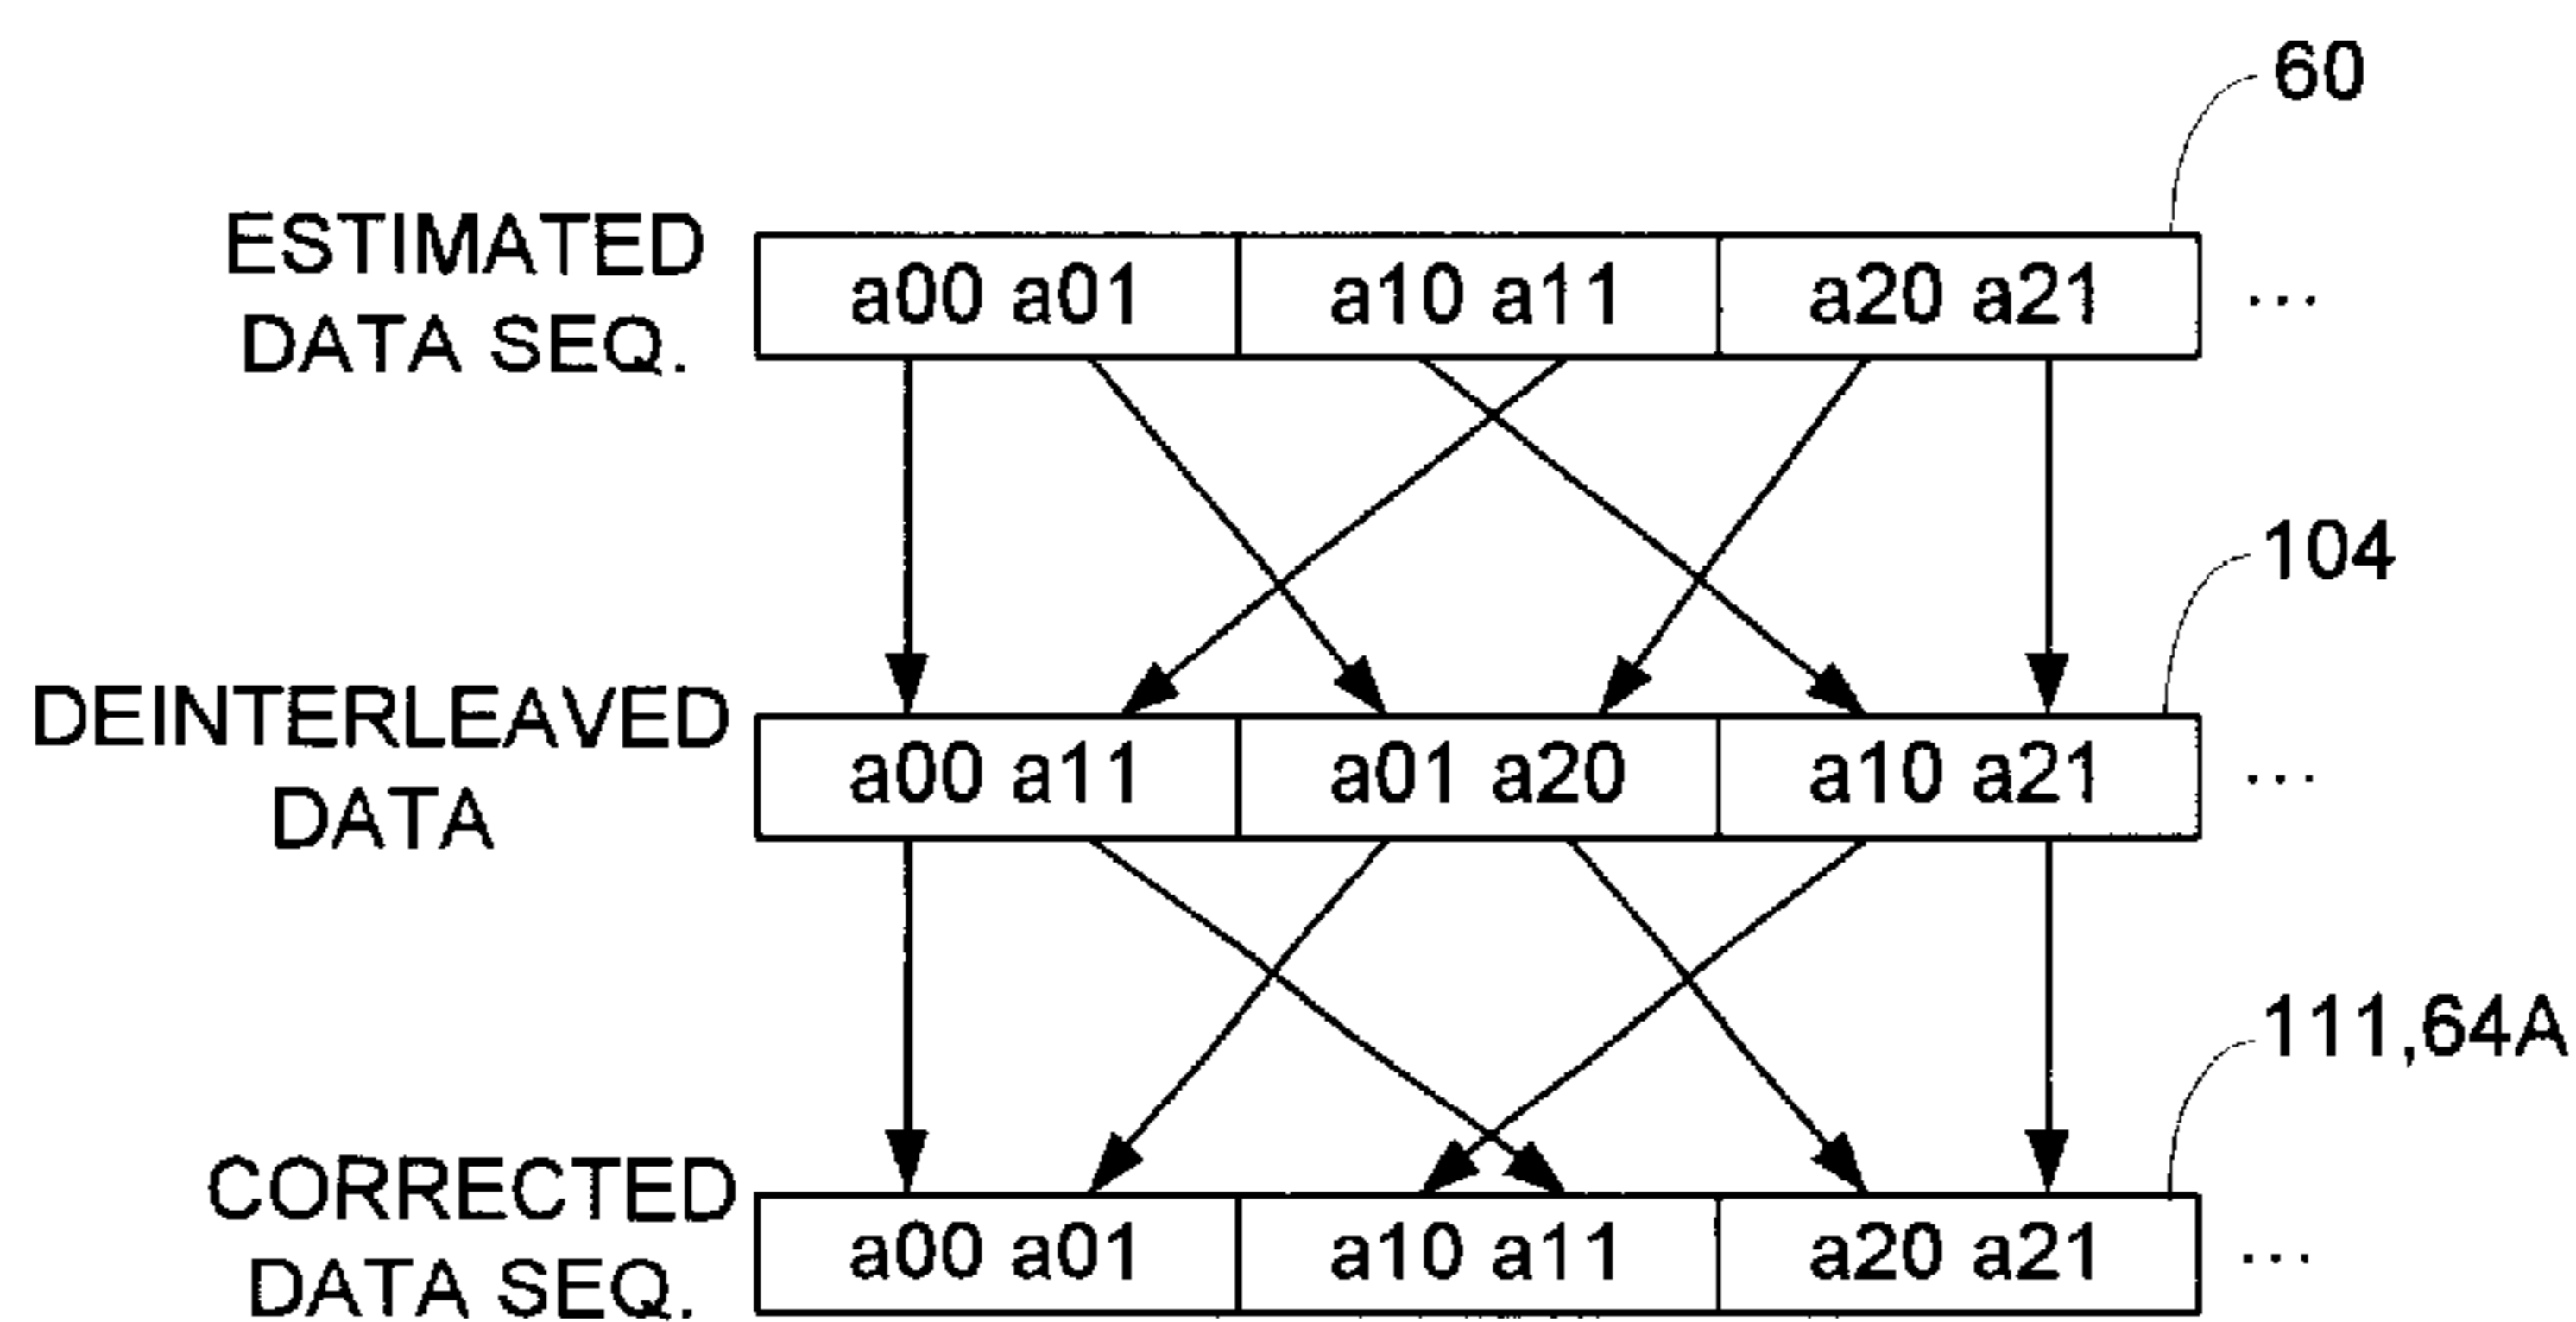 60
ESTIMATED
DATA SEQ.
a00 a01 a10 a11 a20 a21 ...
104
DEINTERLEAVED
DATA
a00 a11 a01 a20 a10 a21 ...
111,64A
CORRECTED
DATA SEQ.
a00 a01 a10 a11 a20 a21 ...